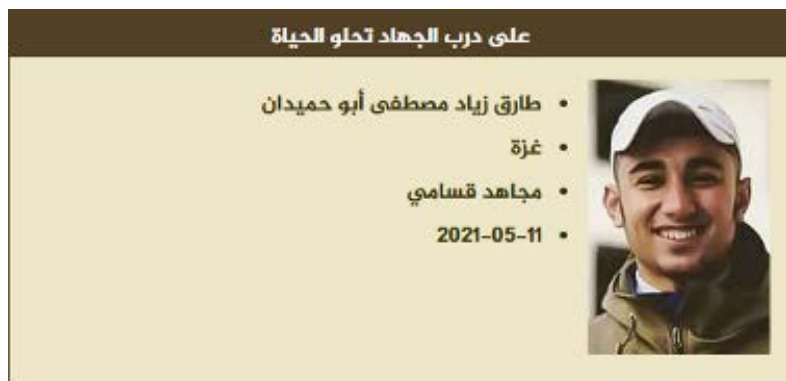 على درب الجهاد تحلو الحياة
• طارق زياد مصطفى أبو حميدان
• غزة
• مجاهد قسامي
• 2021-05-11